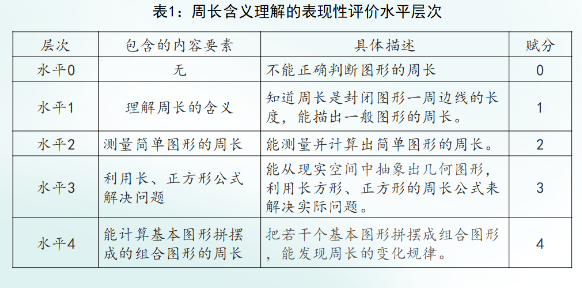 表1：周长含义理解的表现性评价水平层次
层次 包含的内容要素 具体描述 赋分
水平0 无 不能正确判断图形的周长 0
水平1 理解周长的含义 知道周长是封闭图形一周边线的长
度，能描出一般图形的周长。 1
水平2 测量简单图形的周长 能测量并计算出简单图形的周长。 2
水平3 利用长、正方形公式
解决问题 能从现实空间中抽象出几何图形，
利用长方形、正方形的周长公式来
解决实际问题。 3
水平4 能计算基本图形拼摆
成的组合图形的周长 把若干个基本图形拼摆成组合图形
，能发现周长的变化规律。 4